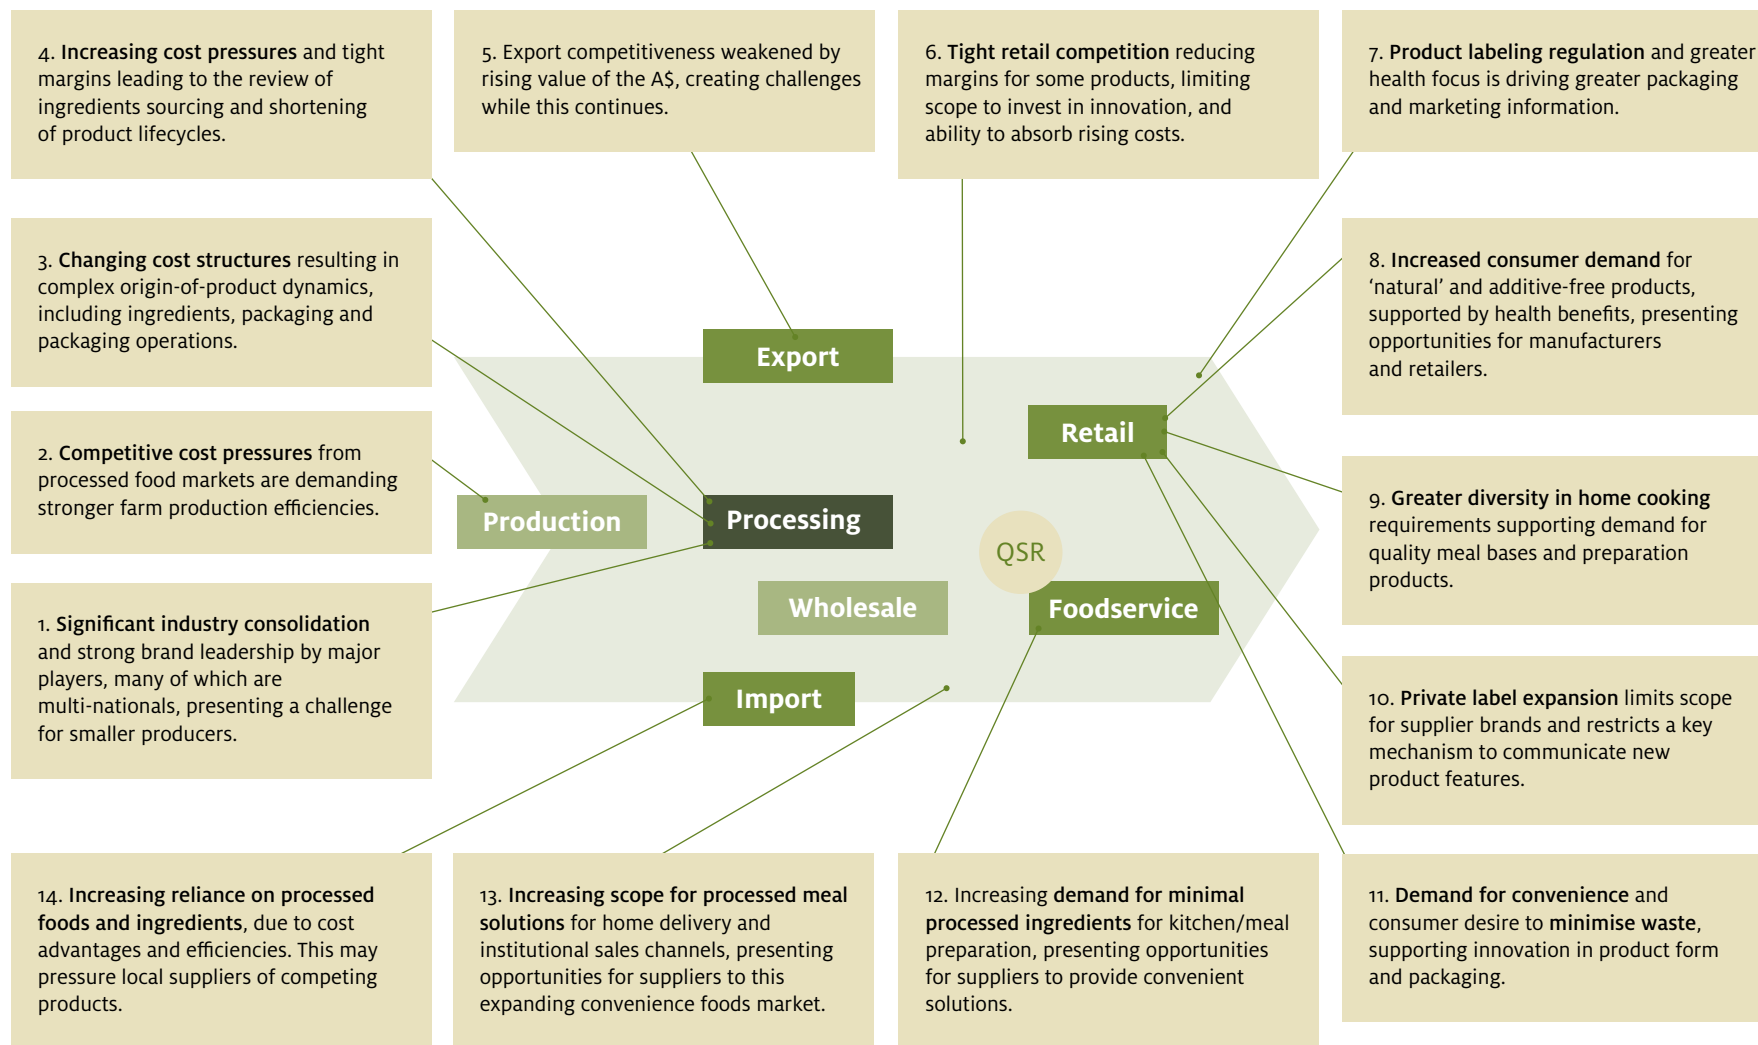 4. Increasing cost pressures and tight
margins leading to the review of
ingredients sourcing and shortening
of product lifecycles.
5. Export competitiveness weakened by
rising value of the A$, creating challenges
while this continues.
6. Tight retail competition reducing
margins for some products, limiting
scope to invest in innovation, and
ability to absorb rising costs.
7. Product labeling regulation and greater
health focus is driving greater packaging
and marketing information.
3. Changing cost structures resulting in
complex origin-of-product dynamics,
including ingredients, packaging and
packaging operations.
8. Increased consumer demand for
‘natural’ and additive-free products,
supported by health benefits, presenting
opportunities for manufacturers
and retailers.
Export
Retail
2. Competitive cost pressures from
processed food markets are demanding
stronger farm production efficiencies.
Production
Processing
QSR
Wholesale
Foodservice
Import
9. Greater diversity in home cooking
requirements supporting demand for
quality meal bases and preparation
products.
1. Significant industry consolidation
and strong brand leadership by major
players, many of which are
multi-nationals, presenting a challenge
for smaller producers.
10. Private label expansion limits scope
for supplier brands and restricts a key
mechanism to communicate new
product features.
14. Increasing reliance on processed
foods and ingredients, due to cost
advantages and efficiencies. This may
pressure local suppliers of competing
products.
13. Increasing scope for processed meal
solutions for home delivery and
institutional sales channels, presenting
opportunities for suppliers to this
expanding convenience foods market.
12. Increasing demand for minimal
processed ingredients for kitchen/meal
preparation, presenting opportunities
for suppliers to provide convenient
solutions.
11. Demand for convenience and
consumer desire to minimise waste,
supporting innovation in product form
and packaging.